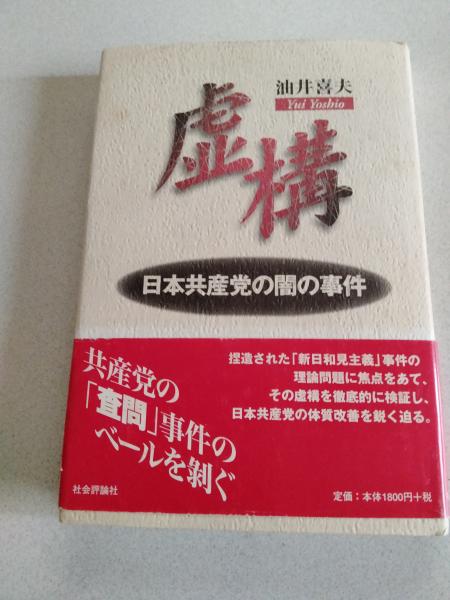 油井喜夫
Yui Yoshio
虚構
日本共産党の闇の事件
捏造された「新日和見主義」事件の
理論問題に焦点をあて、
その虚構を徹底的に検証し、
日本共産党の体質改善を鋭く迫る。
共産党の
「査問」事件の
ベールを剥ぐ
社会評論社
定価：本体1800円+税